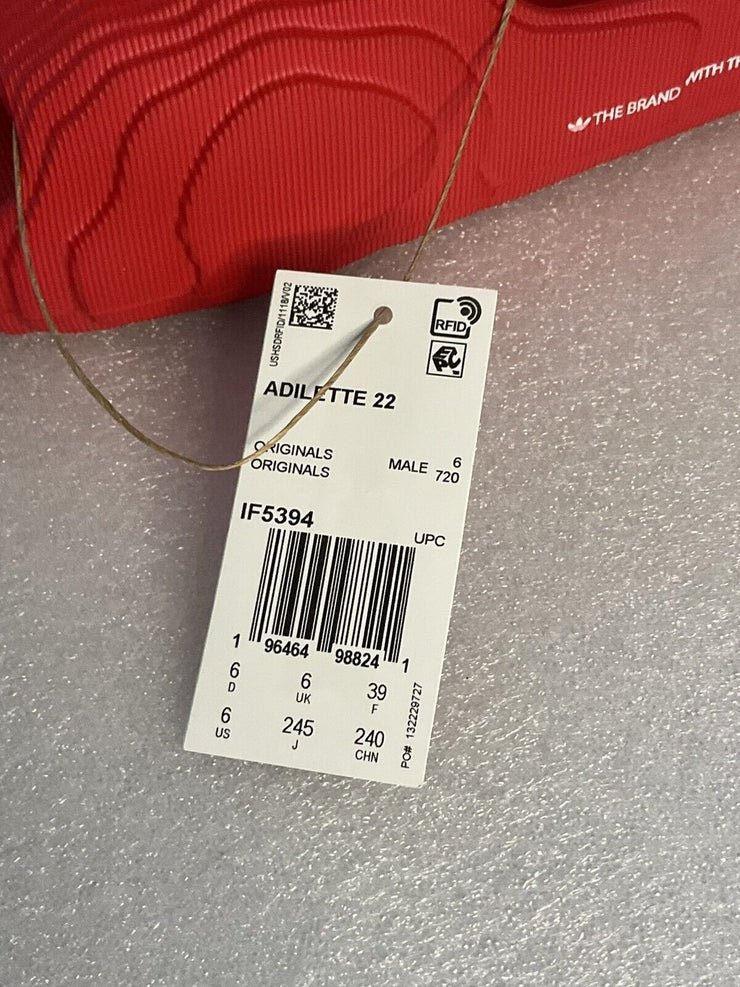 THE BRAND WITH TH
USHSDRFID/1118/V02
RFID
EPC
ADILETTE 22
ORIGINALS
ORIGINALS
MALE 6
720
IF5394
UPC
1 96464 98824 1
6 6 39
D UK F
6 245 240
US J CHN
PO# 132229727